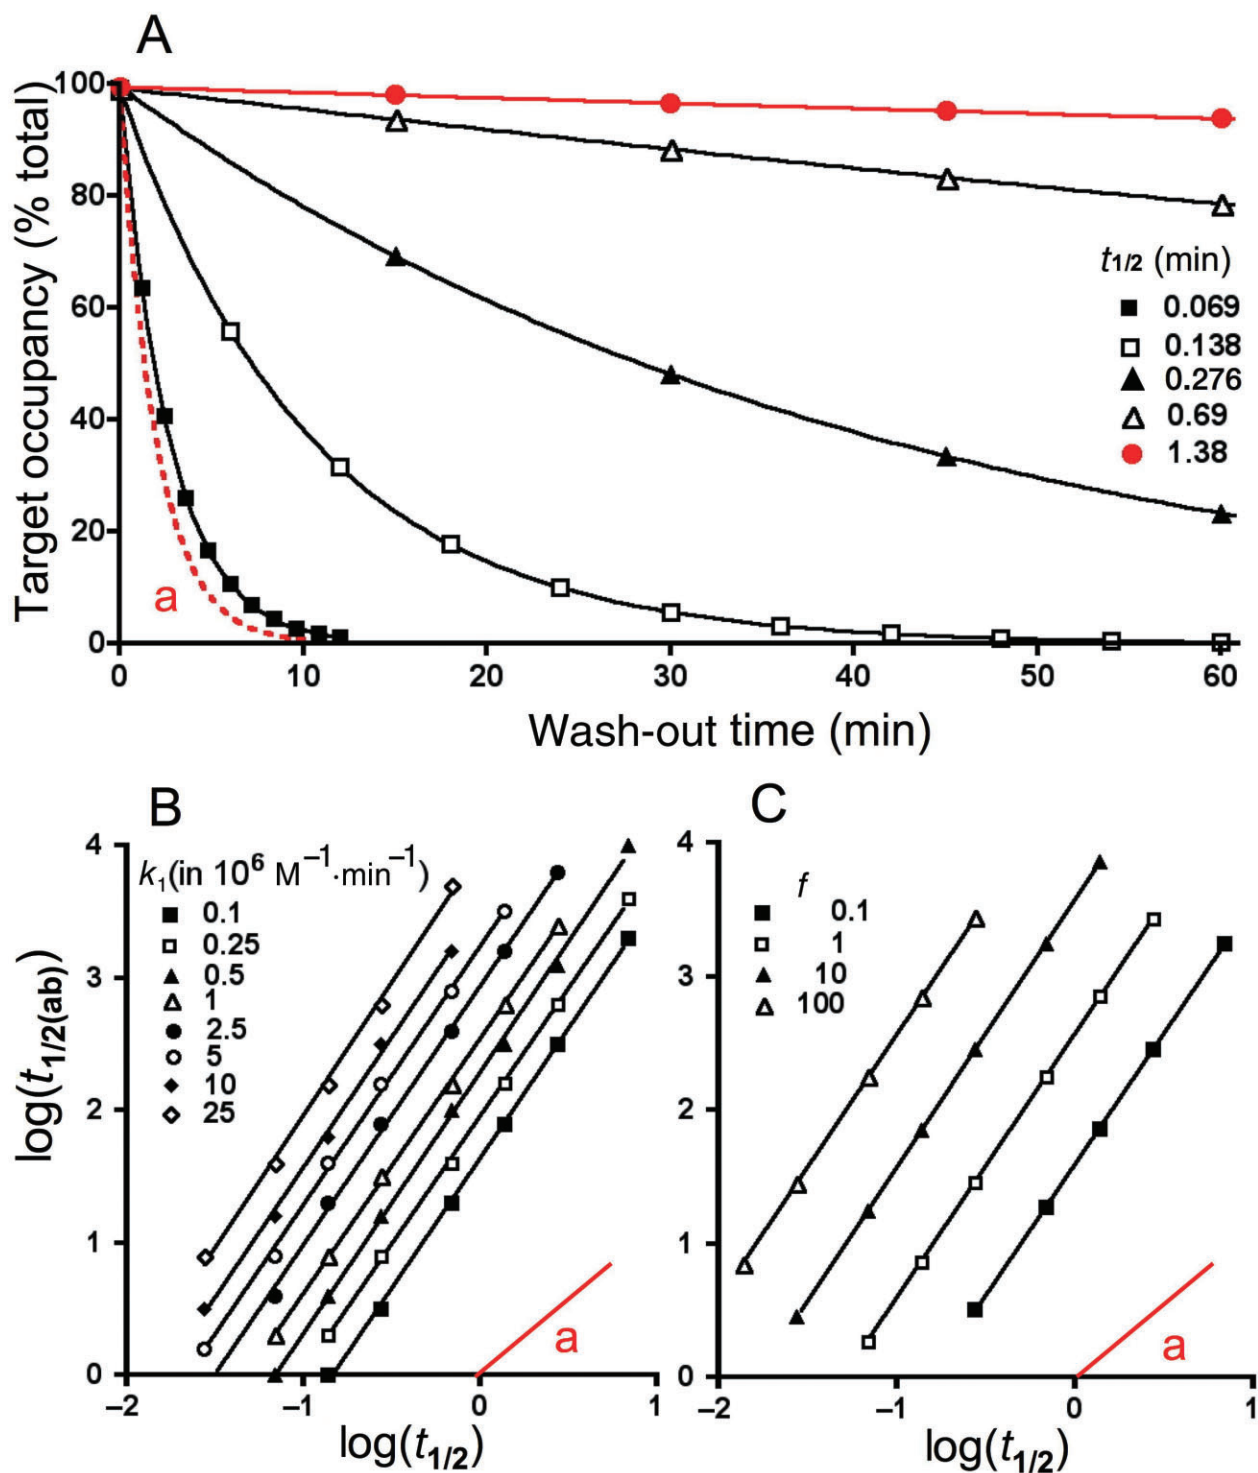 A
Target occupancy (% total)
100
80
60
40
20
0
a
t1/2 (min)
0.069
0.138
0.276
0.69
1.38
0 10 20 30 40 50 60
Wash-out time (min)
B
log(t1/2(ab))
4
3
2
1
0
k1(in 10^6 M^−1·min^−1)
0.1
0.25
0.5
1
2.5
5
10
25
a
−2 −1 0 1
log(t1/2)
C
4
3
2
1
0
f
0.1
1
10
100
a
−2 −1 0 1
log(t1/2)